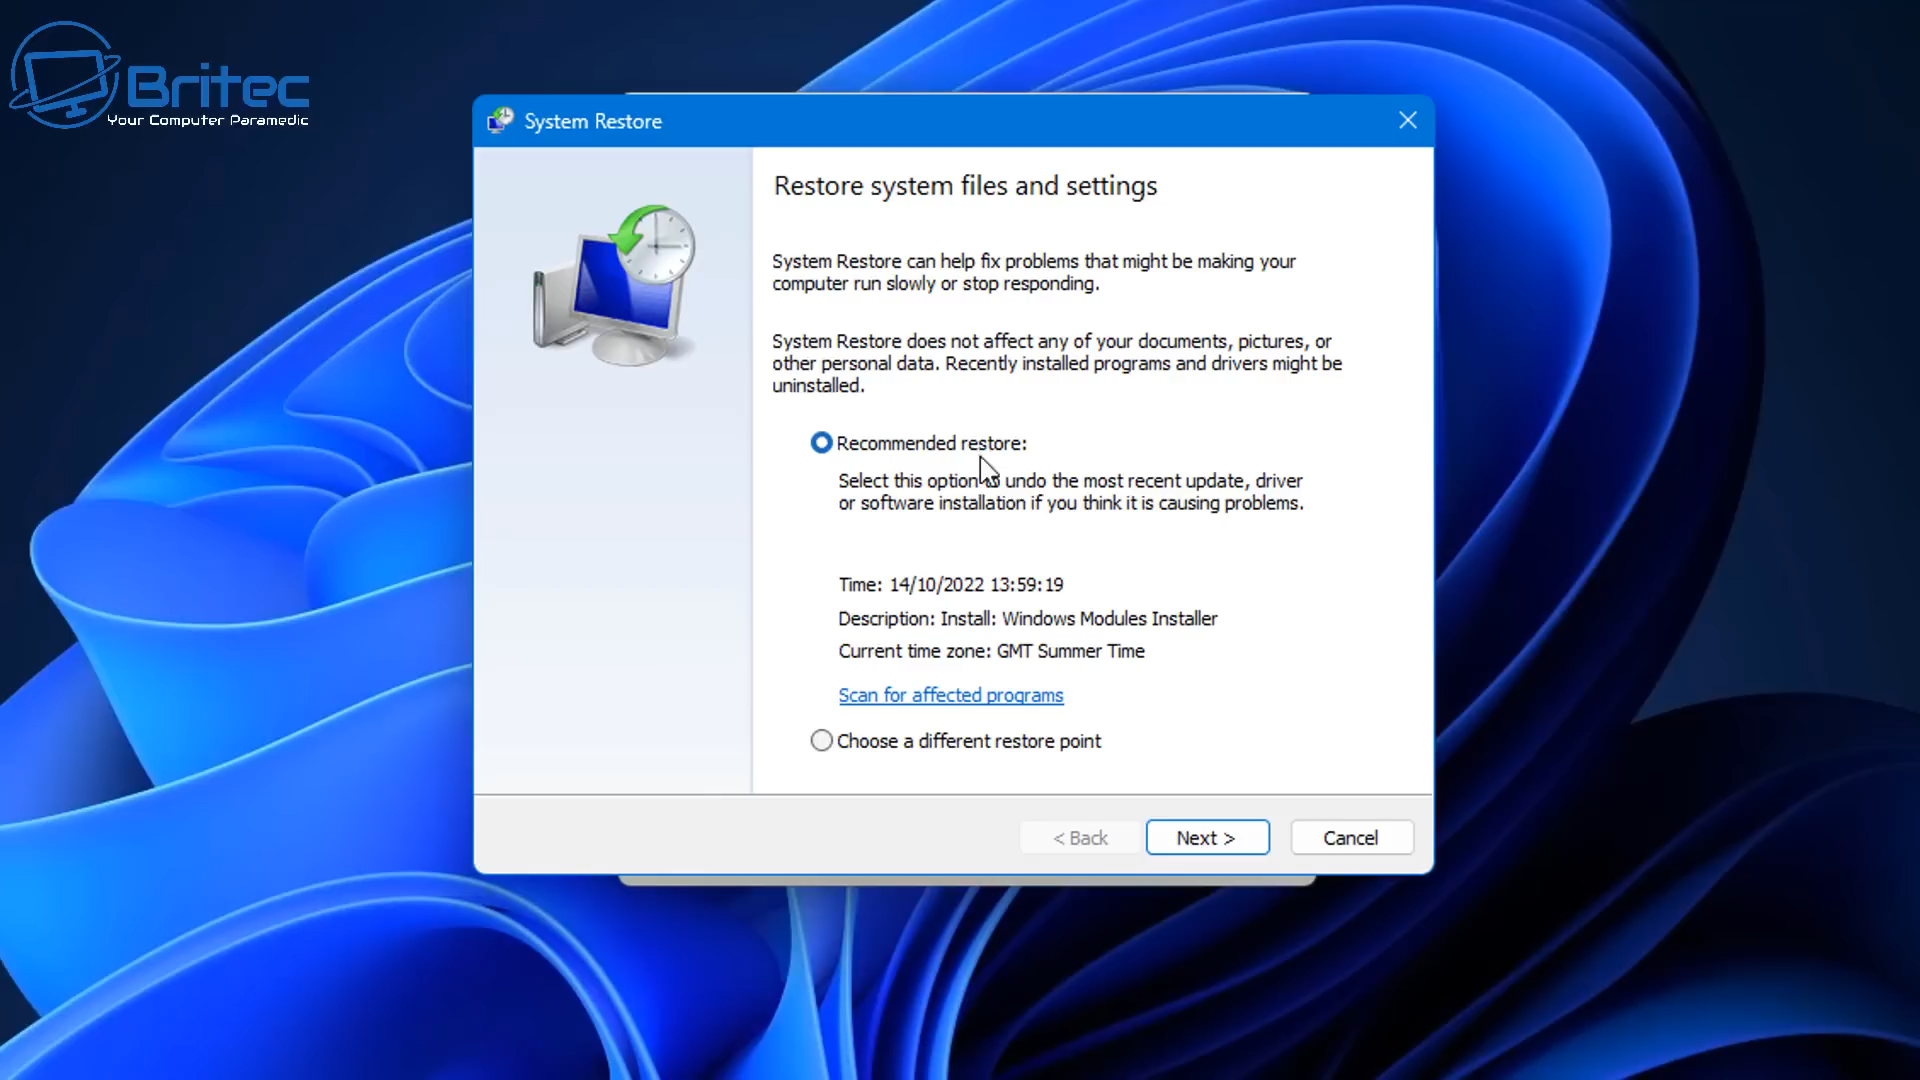 Britec
Your Computer Paramedic
System Restore
Restore system files and settings
System Restore can help fix problems that might be making your
computer run slowly or stop responding.
System Restore does not affect any of your documents, pictures, or
other personal data. Recently installed programs and drivers might be
uninstalled.
Recommended restore:
Select this option to undo the most recent update, driver
or software installation if you think it is causing problems.
Time: 14/10/2022 13:59:19
Description: Install: Windows Modules Installer
Current time zone: GMT Summer Time
Scan for affected programs
Choose a different restore point
< Back
Next >
Cancel